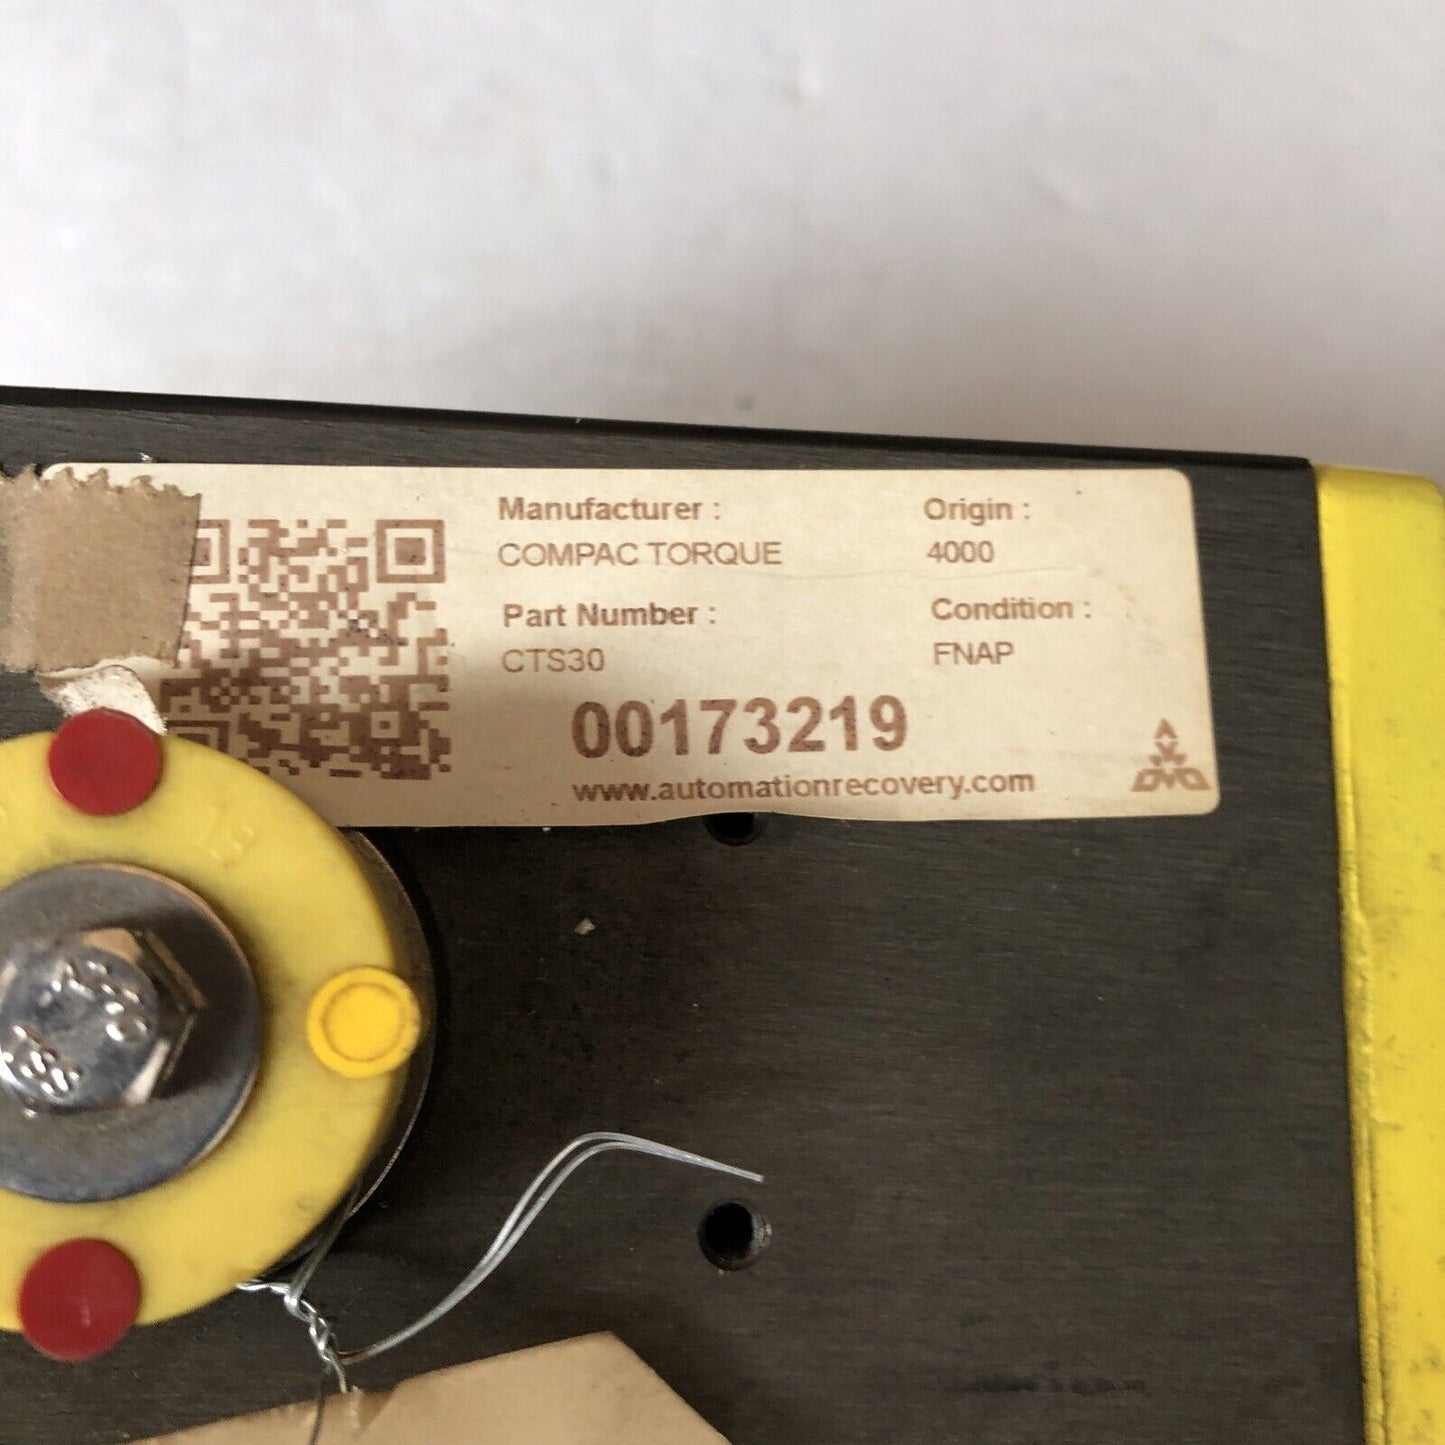 Manufacturer :
COMPAC TORQUE
Origin :
4000
Part Number :
CTS30
Condition :
FNAP
00173219
www.automationrecovery.com